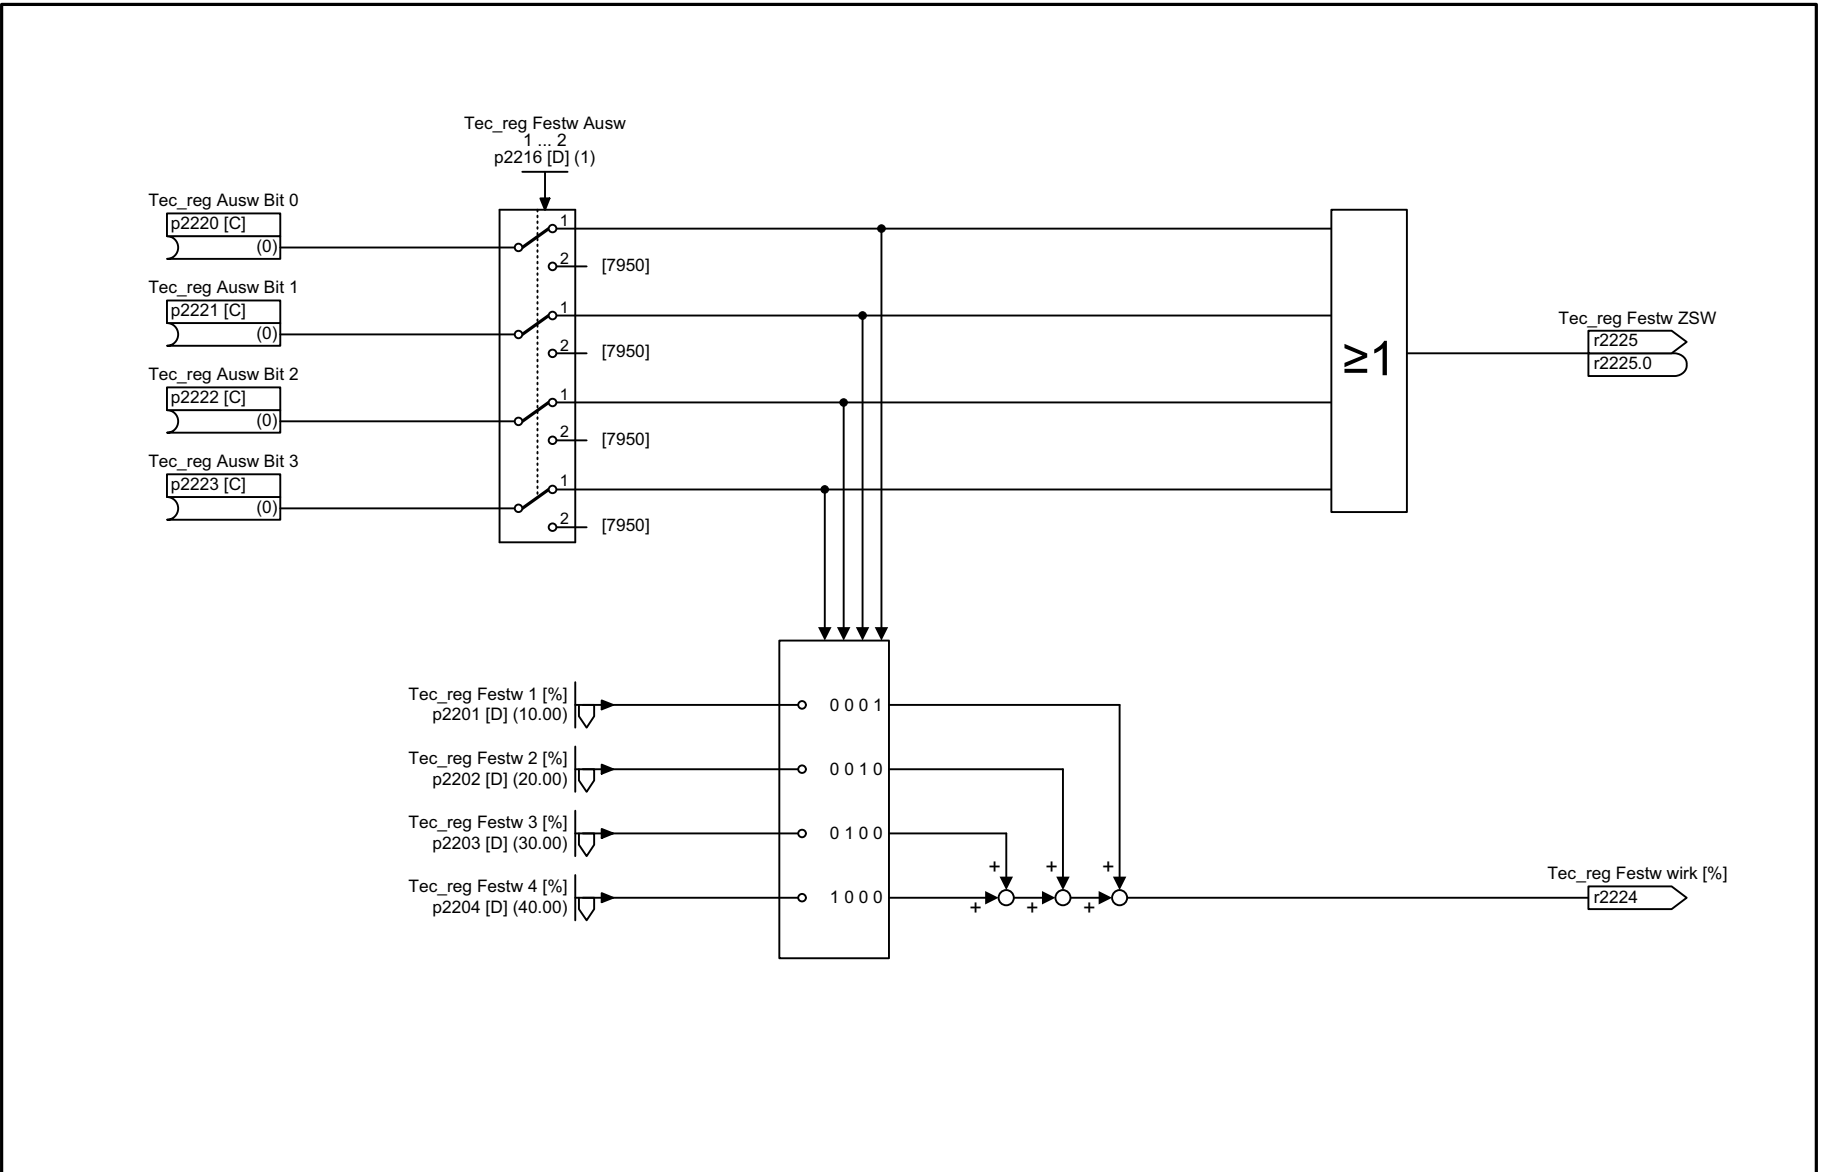 Tec_reg Festw Ausw
1 ... 2
p2216 [D] (1)
Tec_reg Ausw Bit 0
p2220 [C]
(0)
1
2
[7950]
Tec_reg Ausw Bit 1
p2221 [C]
(0)
1
2
[7950]
Tec_reg Ausw Bit 2
p2222 [C]
(0)
1
2
[7950]
Tec_reg Ausw Bit 3
p2223 [C]
(0)
1
2
[7950]
≥1
Tec_reg Festw ZSW
r2225
r2225.0
Tec_reg Festw 1 [%]
p2201 [D] (10.00)
0 0 0 1
Tec_reg Festw 2 [%]
p2202 [D] (20.00)
0 0 1 0
Tec_reg Festw 3 [%]
p2203 [D] (30.00)
0 1 0 0
Tec_reg Festw 4 [%]
p2204 [D] (40.00)
1 0 0 0
+ + +
+ + +
Tec_reg Festw wirk [%]
r2224